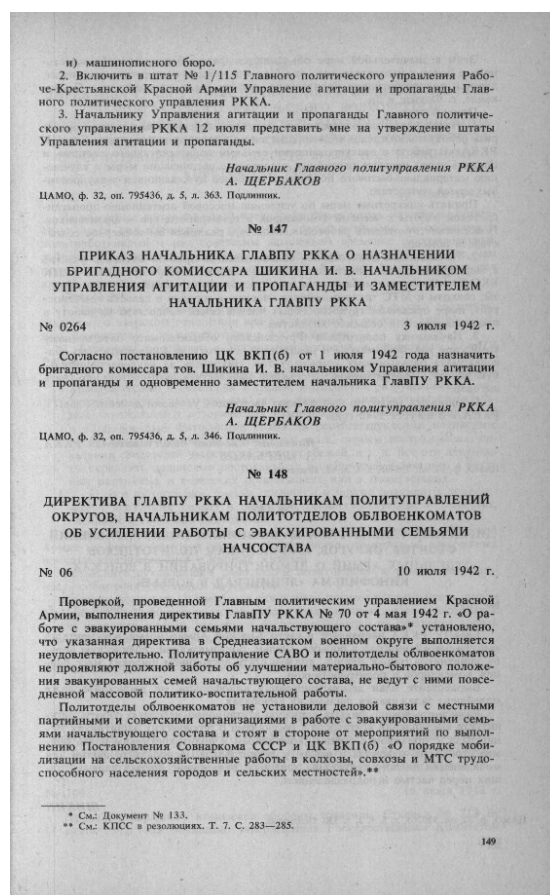 и) машинописного бюро.
2. Включить в штат № 1/115 Главного политического управления Рабо-
че-Крестьянской Красной Армии Управление агитации и пропаганды Глав-
ного политического управления РККА.
3. Начальнику Управления агитации и пропаганды Главного политиче-
ского управления РККА 12 июля представить мне на утверждение штаты
Управления агитации и пропаганды.
Начальник Главного политуправления РККА
А. ЩЕРБАКОВ
ЦАМО, ф. 32, оп. 795436, д. 5, л. 363. Подлинник.
№ 147
ПРИКАЗ НАЧАЛЬНИКА ГЛАВПУ РККА О НАЗНАЧЕНИИ
БРИГАДНОГО КОМИССАРА ШИКИНА И. В. НАЧАЛЬНИКОМ
УПРАВЛЕНИЯ АГИТАЦИИ И ПРОПАГАНДЫ И ЗАМЕСТИТЕЛЕМ
НАЧАЛЬНИКА ГЛАВПУ РККА
№ 0264 3 июля 1942 г.
Согласно постановлению ЦК ВКП(б) от 1 июля 1942 года назначить
бригадного комиссара тов. Шикина И. В. начальником Управления агитации
и пропаганды и одновременно заместителем начальника ГлавПУ РККА.
Начальник Главного политуправления РККА
А. ЩЕРБАКОВ
ЦАМО, ф. 32, оп. 795436, д. 5, л. 346. Подлинник.
№ 148
ДИРЕКТИВА ГЛАВПУ РККА НАЧАЛЬНИКАМ ПОЛИТУПРАВЛЕНИЙ
ОКРУГОВ, НАЧАЛЬНИКАМ ПОЛИТОТДЕЛОВ ОБЛВОЕНКОМАТОВ
ОБ УСИЛЕНИИ РАБОТЫ С ЭВАКУИРОВАННЫМИ СЕМЬЯМИ
НАЧСОСТАВА
№ 06 10 июля 1942 г.
Проверкой, проведенной Главным политическим управлением Красной
Армии, выполнения директивы ГлавПУ РККА № 70 от 4 мая 1942 г. «О ра-
боте с эвакуированными семьями начальствующего состава»* установлено,
что указанная директива в Среднеазиатском военном округе выполняется
неудовлетворительно. Политуправление САВО и политотделы облвоенкоматов
не проявляют должной заботы об улучшении материально-бытового положе-
ния эвакуированных семей начальствующего состава, не ведут с ними повсе-
дневной массовой политико-воспитательной работы.
Политотделы облвоенкоматов не установили деловой связи с местными
партийными и советскими организациями в работе с эвакуированными семь-
ями начальствующего состава и стоят в стороне от мероприятий по выпол-
нению Постановления Совнаркома СССР и ЦК ВКП(б) «О порядке моби-
лизации на сельскохозяйственные работы в колхозы, совхозы и МТС трудо-
способного населения городов и сельских местностей».**
* См.: Документ № 133.
** См.: КПСС в резолюциях. Т. 7. С. 283—285.
149